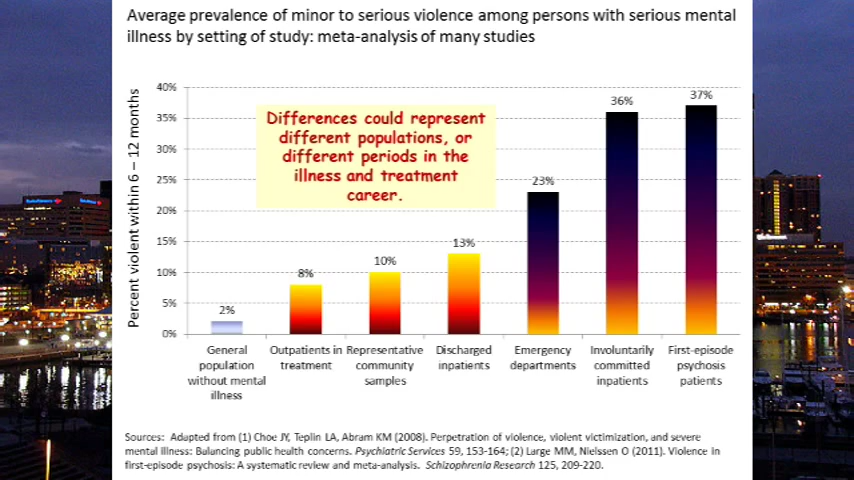 Average prevalence of minor to serious violence among persons with serious mental
illness by setting of study: meta-analysis of many studies
Percent violent within 6 – 12 months
40%
35%
30%
25%
20%
15%
10%
5%
0%
Differences could represent
different populations, or
different periods in the
illness and treatment
career.
2%
8%
10%
13%
23%
36%
37%
General
population
without mental
illness
Outpatients in
treatment
Representative
community
samples
Discharged
inpatients
Emergency
departments
Involuntarily
committed
inpatients
First-episode
psychosis
patients
Sources: Adapted from (1) Choe JY, Teplin LA, Abram KM (2008). Perpetration of violence, violent victimization, and severe
mental illness: Balancing public health concerns. Psychiatric Services 59, 153-164; (2) Large MM, Nielssen O (2011). Violence in
first-episode psychosis: A systematic review and meta-analysis. Schizophrenia Research 125, 209-220.